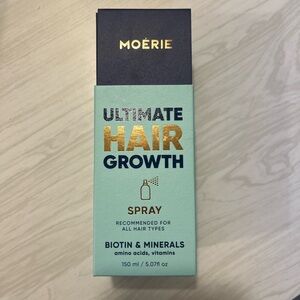 MOÉRIE
ULTIMATE
HAIR
GROWTH
SPRAY
RECOMMENDED FOR
ALL HAIR TYPES
BIOTIN & MINERALS
amino acids, vitamins
150 ml / 5.07fl oz